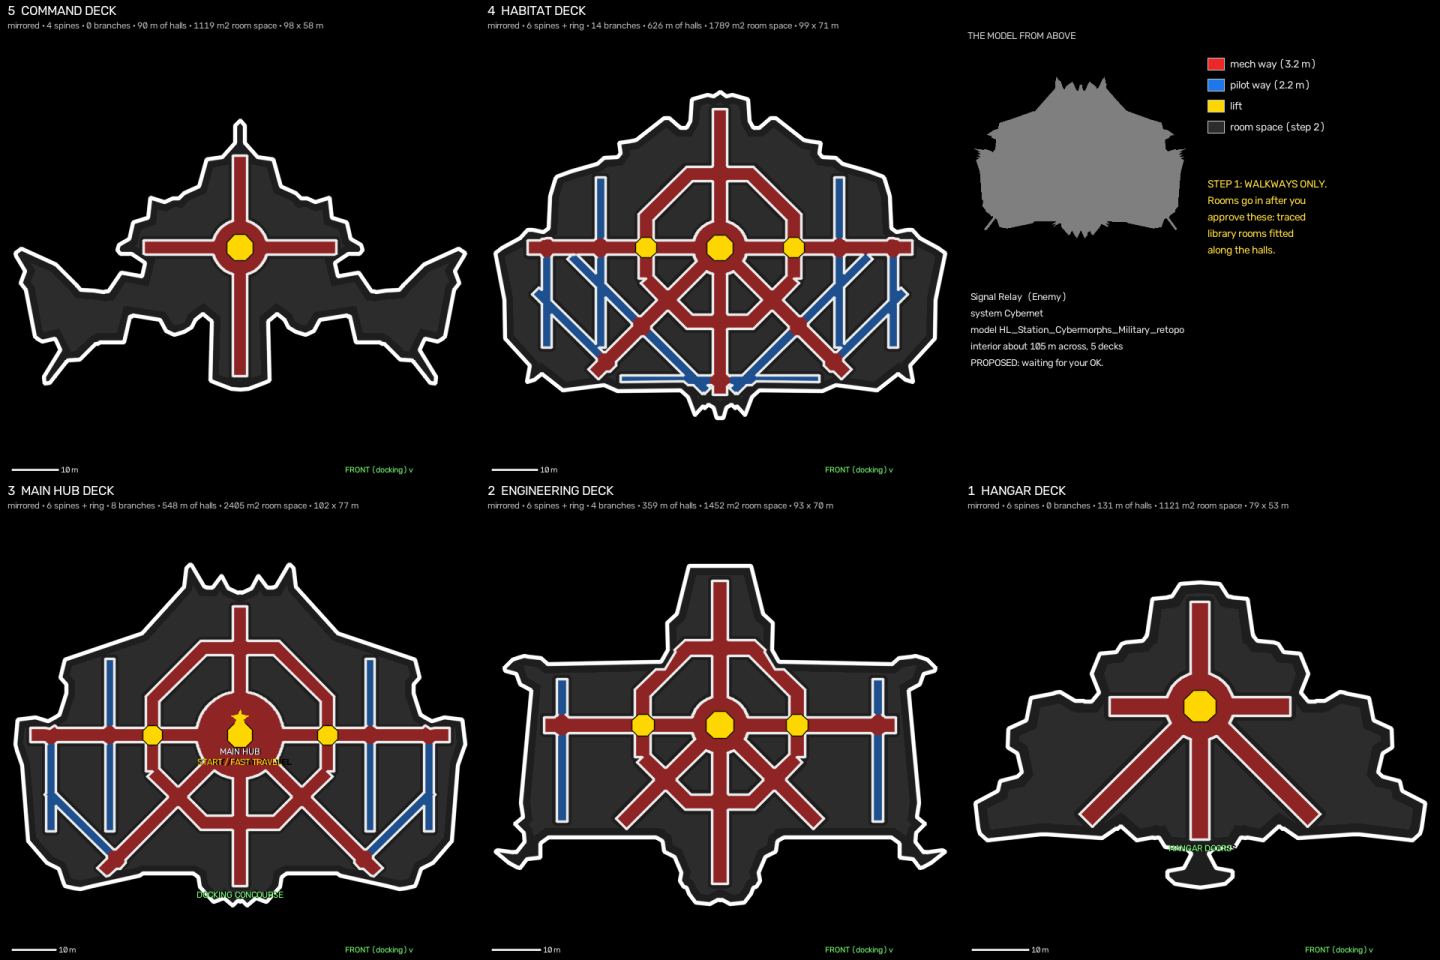 5 COMMAND DECK
mirrored • 4 spines • 0 branches • 90 m of halls • 1119 m2 room space • 98 x 58 m
10 m
FRONT (docking) v
4 HABITAT DECK
mirrored • 6 spines + ring • 14 branches • 626 m of halls • 1789 m2 room space • 99 x 71 m
10 m
FRONT (docking) v
THE MODEL FROM ABOVE
mech way (3.2 m)
pilot way (2.2 m)
lift
room space (step 2)
STEP 1: WALKWAYS ONLY.
Rooms go in after you
approve these: traced
library rooms fitted
along the halls.
Signal Relay (Enemy)
system Cybernet
model HL_Station_Cybermorphs_Military_retopo
interior about 105 m across, 5 decks
PROPOSED: waiting for your OK.
3 MAIN HUB DECK
mirrored • 6 spines + ring • 8 branches • 548 m of halls • 2405 m2 room space • 102 x 77 m
MAIN HUB
START / FAST TRAVEL
DOCKING CONCOURSE
10 m
FRONT (docking) v
2 ENGINEERING DECK
mirrored • 6 spines + ring • 4 branches • 359 m of halls • 1452 m2 room space • 93 x 70 m
10 m
FRONT (docking) v
1 HANGAR DECK
mirrored • 6 spines • 0 branches • 131 m of halls • 1121 m2 room space • 79 x 53 m
HANGAR DOORS
10 m
FRONT (docking) v